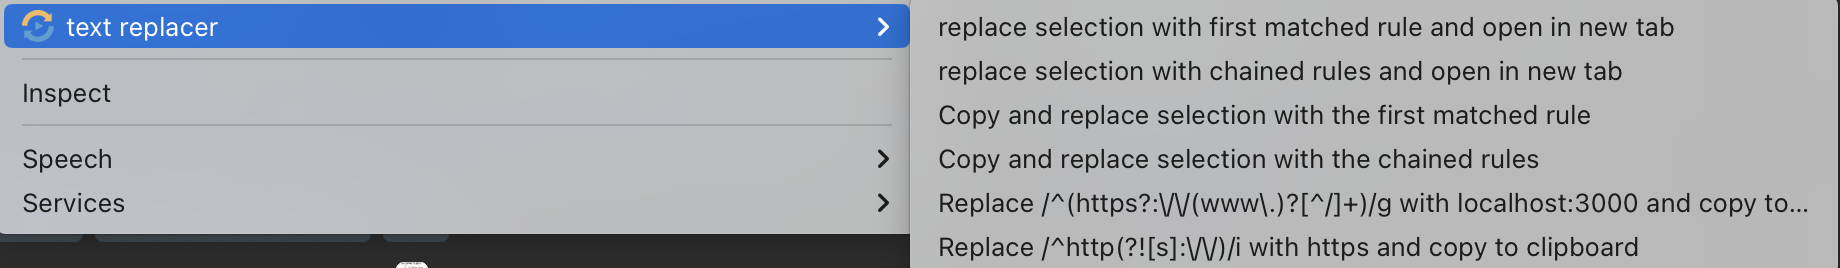 text replacer
Inspect
Speech
Services
replace selection with first matched rule and open in new tab
replace selection with chained rules and open in new tab
Copy and replace selection with the first matched rule
Copy and replace selection with the chained rules
Replace /^(https?:\/\/(www\.)?[^/]+)/g with localhost:3000 and copy to...
Replace /^http(?![s]:\/\/)/i with https and copy to clipboard